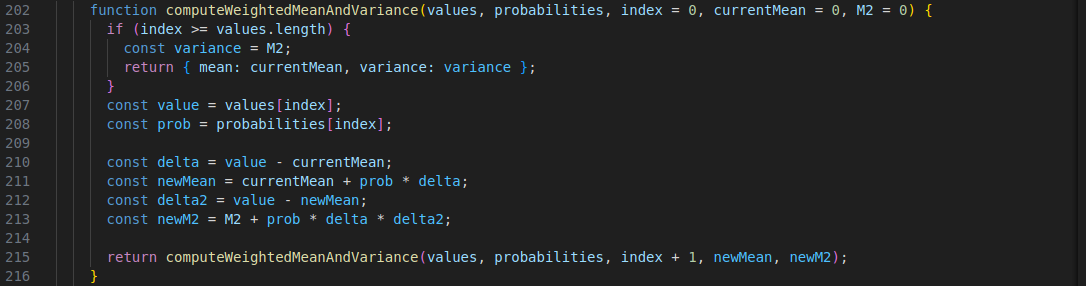 202 function computeWeightedMeanAndVariance(values, probabilities, index = 0, currentMean = 0, M2 = 0) {
203 if (index >= values.length) {
204 const variance = M2;
205 return { mean: currentMean, variance: variance };
206 }
207 const value = values[index];
208 const prob = probabilities[index];
209
210 const delta = value - currentMean;
211 const newMean = currentMean + prob * delta;
212 const delta2 = value - newMean;
213 const newM2 = M2 + prob * delta * delta2;
214
215 return computeWeightedMeanAndVariance(values, probabilities, index + 1, newMean, newM2);
216 }